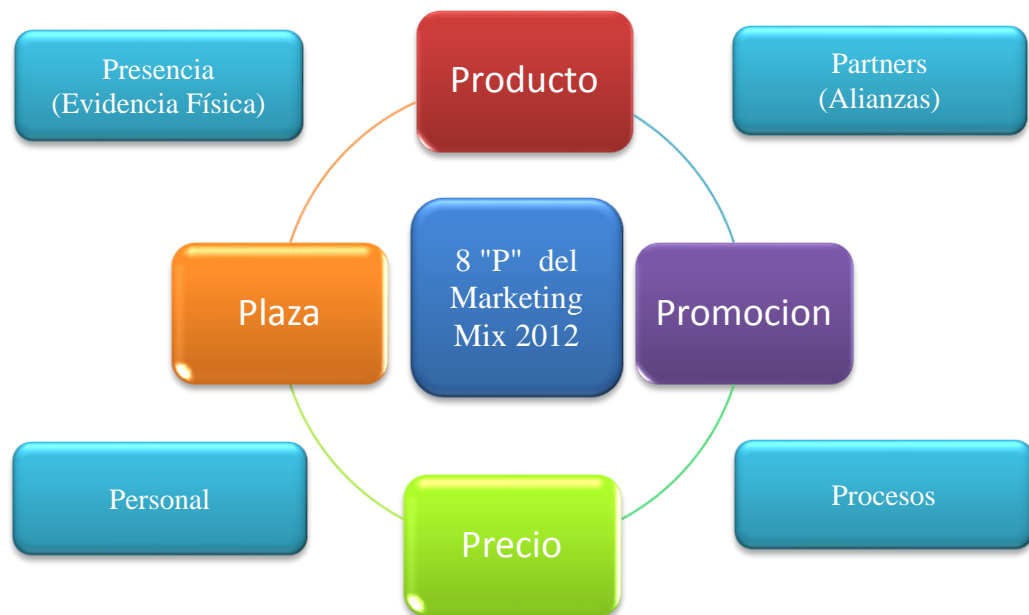 Presencia
(Evidencia Física)
Producto
Partners
(Alianzas)
Plaza
8 "P"  del
Marketing
Mix 2012
Promocion
Personal
Precio
Procesos